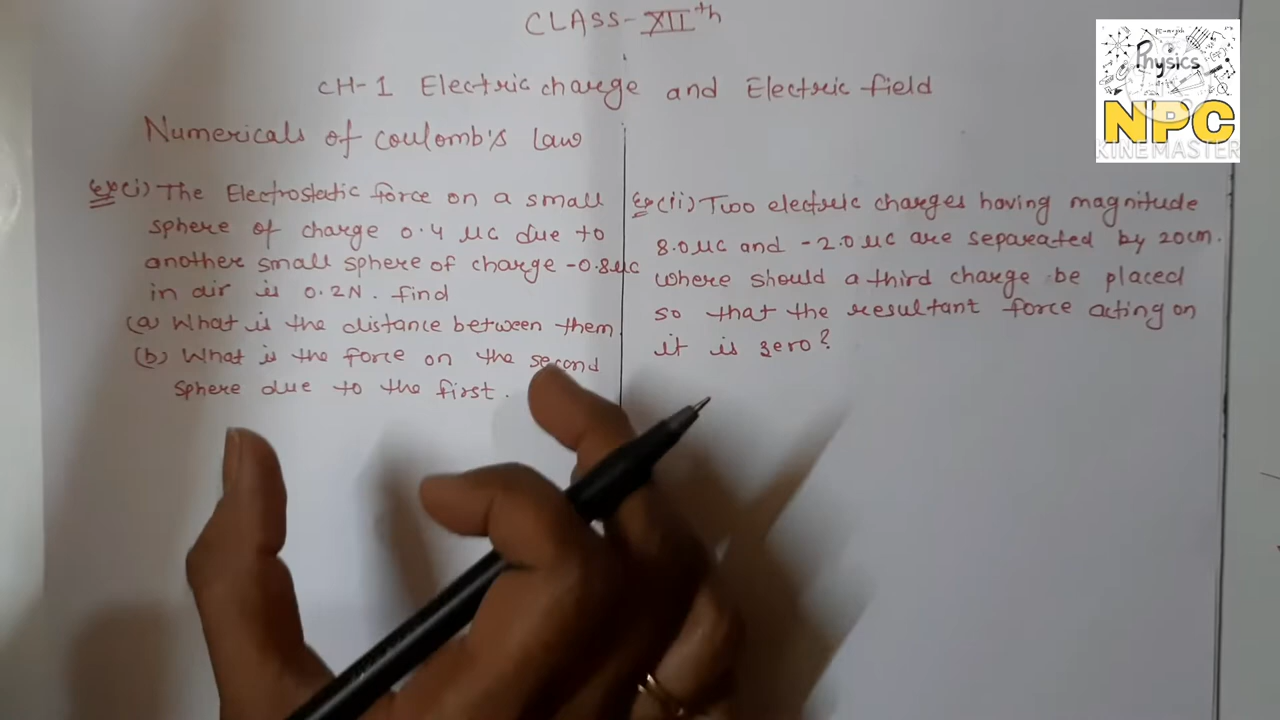 CLASS-XIIth
CH-1 Electric charge and Electric field
Numericals of Coulomb's Law
Ex(i) The Electrostatic force on a small
sphere of charge 0.4 μc due to
another small sphere of charge -0.8μc
in air is 0.2N. find
(a) What is the distance between them
(b) What is the force on the second
sphere due to the first.
Ex(ii) Two electric charges having magnitude
8.0μc and -2.0μc are separated by 20cm.
where should a third charge be placed
so that the resultant force acting on
it is zero?
Physics
NPC
KINEMASTER